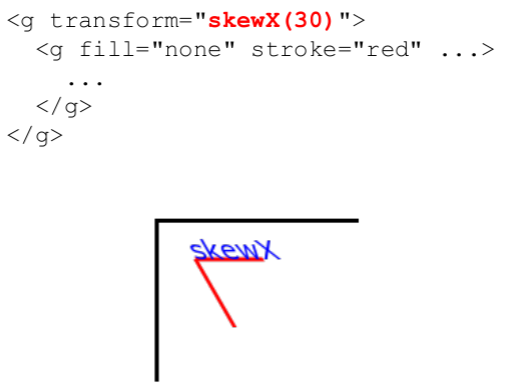 <g transform="skewX(30)">
<g fill="none" stroke="red" ...>
...
</g>
</g>
skewX